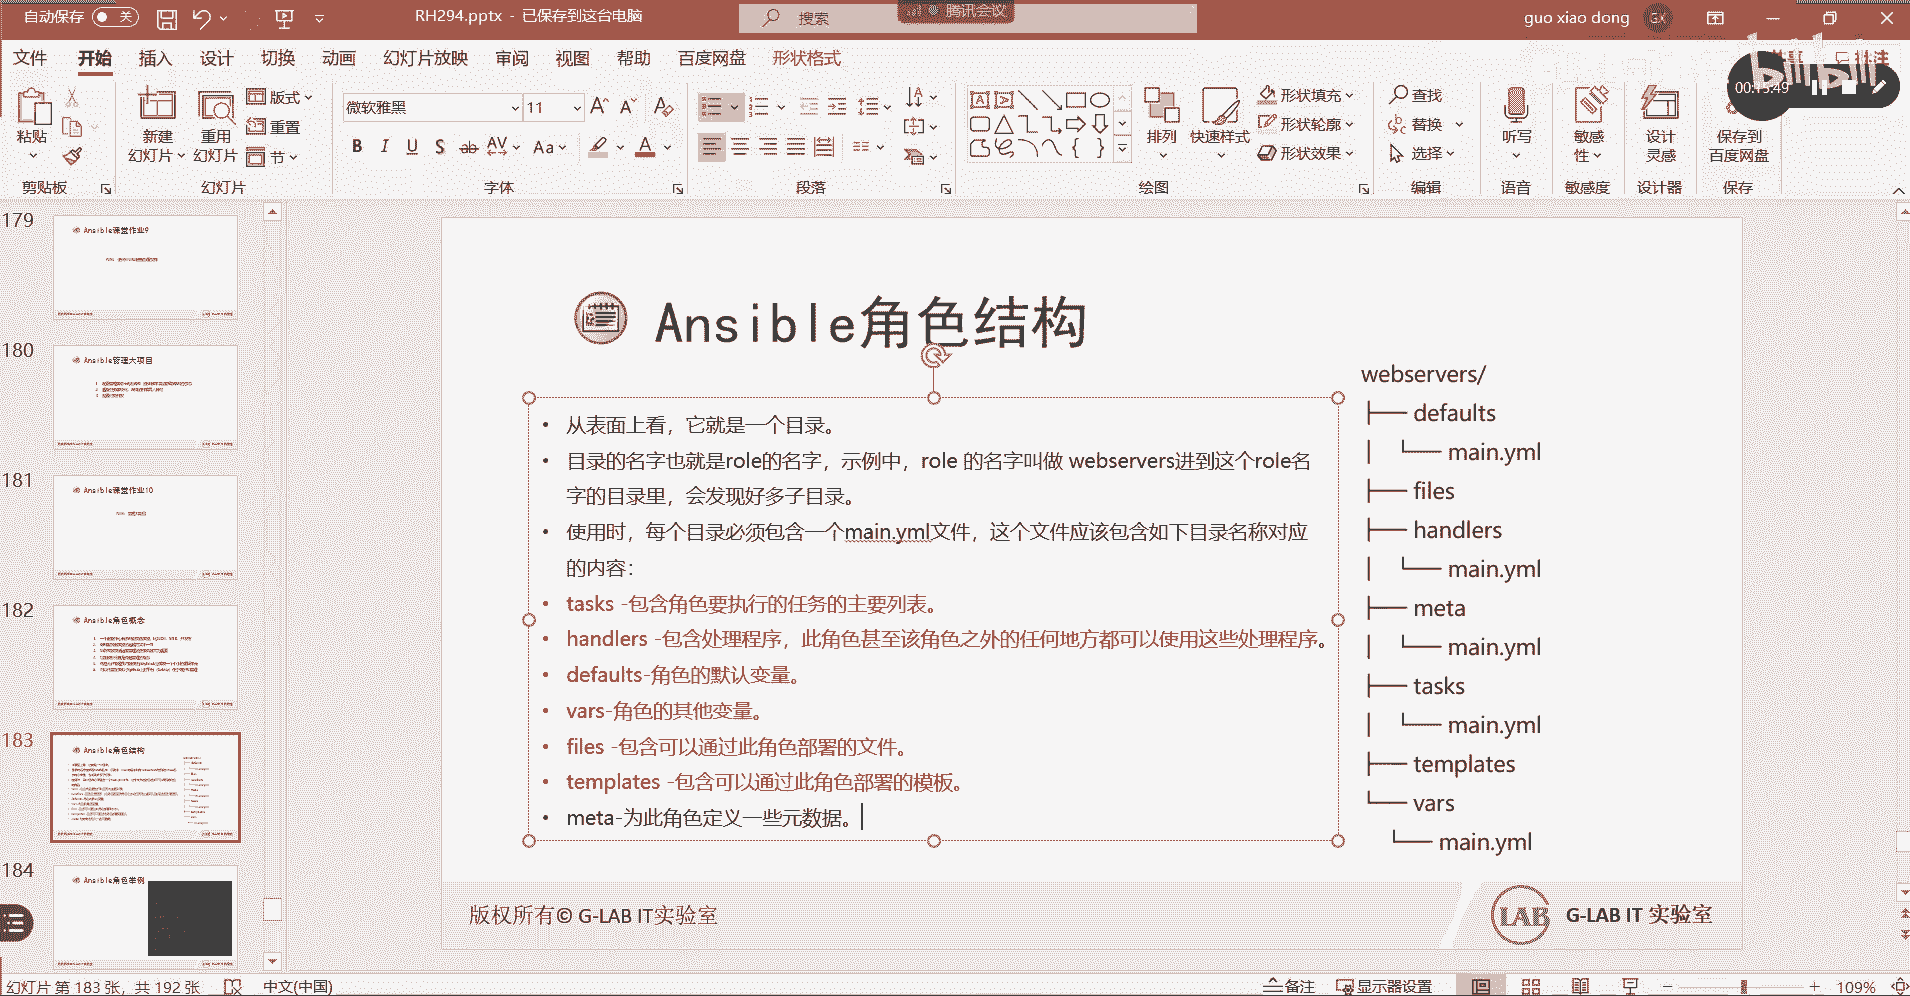 自动保存 关
RH294.pptx - 已保存到这台电脑
搜索
腾讯会议
guo xiao dong
GX
文件 开始 插入 设计 切换 动画 幻灯片放映 审阅 视图 帮助 百度网盘 形状格式
批注
bilibili
00:15:49
粘贴
剪贴板
新建
幻灯片
重用
幻灯片
版式
重置
节
幻灯片
微软雅黑 11
B I U S ab AV Aa A
字体
段落
排列
快速样式
形状填充
形状轮廓
形状效果
绘图
查找
替换
选择
编辑
听写
语音
敏感
性
敏感度
设计
灵感
设计器
保存到
百度网盘
保存
179
Ansible课堂作业9
180
Ansible管理大项目
181
Ansible课堂作业10
182
Ansible角色概念
183
Ansible角色结构
184
Ansible角色举例
Ansible角色结构
• 从表面上看，它就是一个目录。
• 目录的名字也就是role的名字，示例中，role 的名字叫做 webservers进到这个role名
字的目录里，会发现好多子目录。
• 使用时，每个目录必须包含一个main.yml文件，这个文件应该包含如下目录名称对应
的内容：
• tasks -包含角色要执行的任务的主要列表。
• handlers -包含处理程序，此角色甚至该角色之外的任何地方都可以使用这些处理程序。
• defaults-角色的默认变量。
• vars-角色的其他变量。
• files -包含可以通过此角色部署的文件。
• templates -包含可以通过此角色部署的模板。
• meta-为此角色定义一些元数据。
webservers/
├── defaults
│ └── main.yml
├── files
├── handlers
│ └── main.yml
├── meta
│ └── main.yml
├── tasks
│ └── main.yml
├── templates
└── vars
└── main.yml
版权所有© G-LAB IT实验室
LAB
G-LAB IT 实验室
幻灯片 第 183 张，共 192 张
中文(中国)
备注
显示器设置
109%